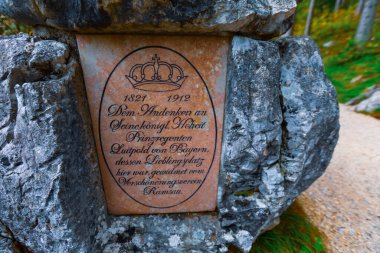 1821 1912
Dem Andenken an
Seine königl. Hoheit
Prinzregenten
Luitpold von Bayern,
dessen Lieblingsplatz
hier war, gewidmet vom
Verschönerungsverein
Ramsau.